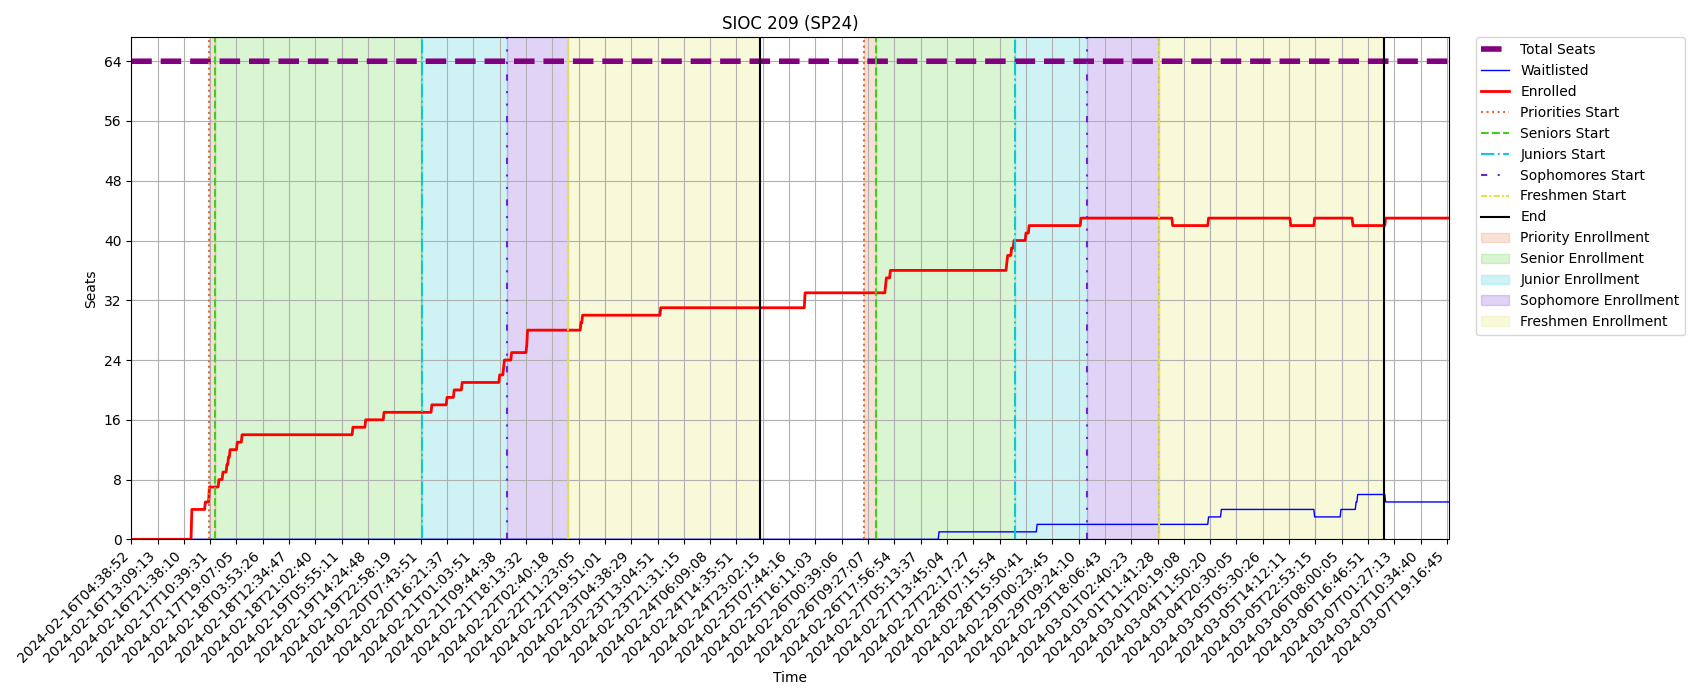 SIOC 209 (SP24)
Seats
64
56
48
40
32
24
16
8
0
2024-02-16T04:38:52
2024-02-16T13:09:13
2024-02-16T21:38:10
2024-02-17T10:39:31
2024-02-17T19:07:05
2024-02-18T03:53:26
2024-02-18T12:34:47
2024-02-18T21:02:40
2024-02-19T05:55:11
2024-02-19T14:24:48
2024-02-19T22:58:19
2024-02-20T07:43:51
2024-02-20T16:21:37
2024-02-21T01:03:51
2024-02-21T09:44:38
2024-02-21T18:13:32
2024-02-22T02:40:18
2024-02-22T11:23:05
2024-02-22T19:51:01
2024-02-23T04:38:29
2024-02-23T13:04:51
2024-02-23T21:31:15
2024-02-24T06:09:08
2024-02-24T14:35:51
2024-02-24T23:02:15
2024-02-25T07:44:16
2024-02-25T16:11:03
2024-02-26T00:39:06
2024-02-26T09:27:07
2024-02-26T17:56:54
2024-02-27T05:13:37
2024-02-27T13:45:04
2024-02-27T22:17:27
2024-02-28T07:15:54
2024-02-28T15:50:41
2024-02-29T00:23:45
2024-02-29T09:24:10
2024-02-29T18:06:43
2024-03-01T02:40:23
2024-03-01T11:41:28
2024-03-01T20:19:08
2024-03-04T11:50:20
2024-03-04T20:30:05
2024-03-05T05:30:26
2024-03-05T14:12:11
2024-03-05T22:53:15
2024-03-06T08:00:05
2024-03-06T16:46:51
2024-03-07T01:27:13
2024-03-07T10:34:40
2024-03-07T19:16:45
Time
Total Seats
Waitlisted
Enrolled
Priorities Start
Seniors Start
Juniors Start
Sophomores Start
Freshmen Start
End
Priority Enrollment
Senior Enrollment
Junior Enrollment
Sophomore Enrollment
Freshmen Enrollment